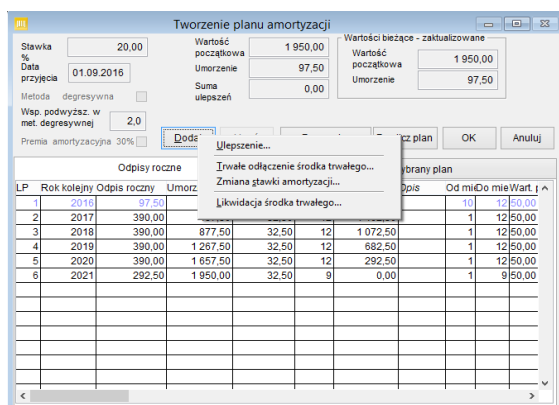 Tworzenie planu amortyzacji
Stawka % 20,00
Data przyjęcia 01.09.2016
Metoda degresywna
Wsp. podwyższ. w met. degresywnej 2,0
Premia amortyzacyjna 30%
Wartość początkowa 1 950,00
Umorzenie 97,50
Suma ulepszeń 0,00
Wartości bieżące - zaktualizowane
Wartość początkowa 1 950,00
Umorzenie 97,50
plan OK Anuluj
Ulepszenie...
Trwałe odłączenie środka trwałego...
Zmiana stawki amortyzacji...
Likwidacja środka trwałego...
Odpisy roczne plan
LP Rok kolejny Odpis roczny Opis Od mie Do mie
1 2016 97,50 10 12 50,00
2 2017 390,00 1 12 50,00
3 2018 390,00 877,50 32,50 12 1 072,50 1 12 50,00
4 2019 390,00 1 267,50 32,50 12 682,50 1 12 50,00
5 2020 390,00 1 657,50 32,50 12 292,50 1 12 50,00
6 2021 292,50 1 950,00 32,50 9 0,00 1 9 50,00